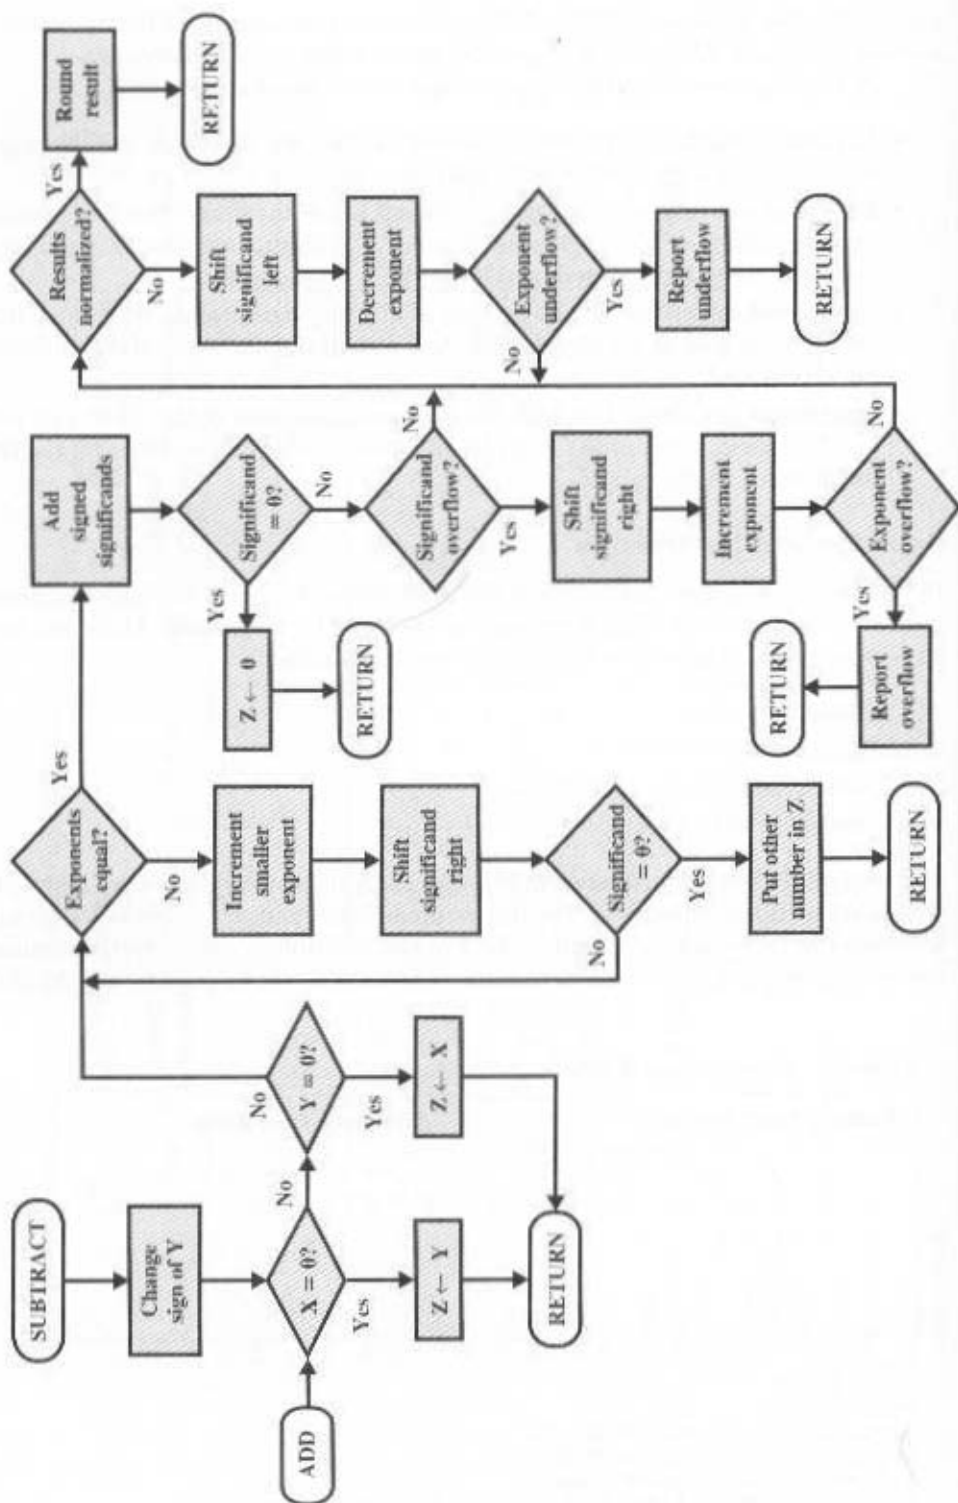 SUBTRACT
Change
sign of Y
ADD
X = 0?
No
Yes
Z ← Y
RETURN
Y = 0?
No
Yes
Z ← X
Exponents
equal?
Yes
No
Increment
smaller
exponent
Shift
significand
right
Significand
= 0?
No
Yes
Put other
number in Z
RETURN
Add
signed
significands
Significand
= 0?
Yes
No
Z ← 0
RETURN
Significand
overflow?
No
Yes
Shift
significand
right
Increment
exponent
Exponent
overflow?
No
Yes
Report
overflow
RETURN
Results
normalized?
Yes
No
Round
result
RETURN
Shift
significand
left
Decrement
exponent
Exponent
underflow?
No
Yes
Report
underflow
RETURN